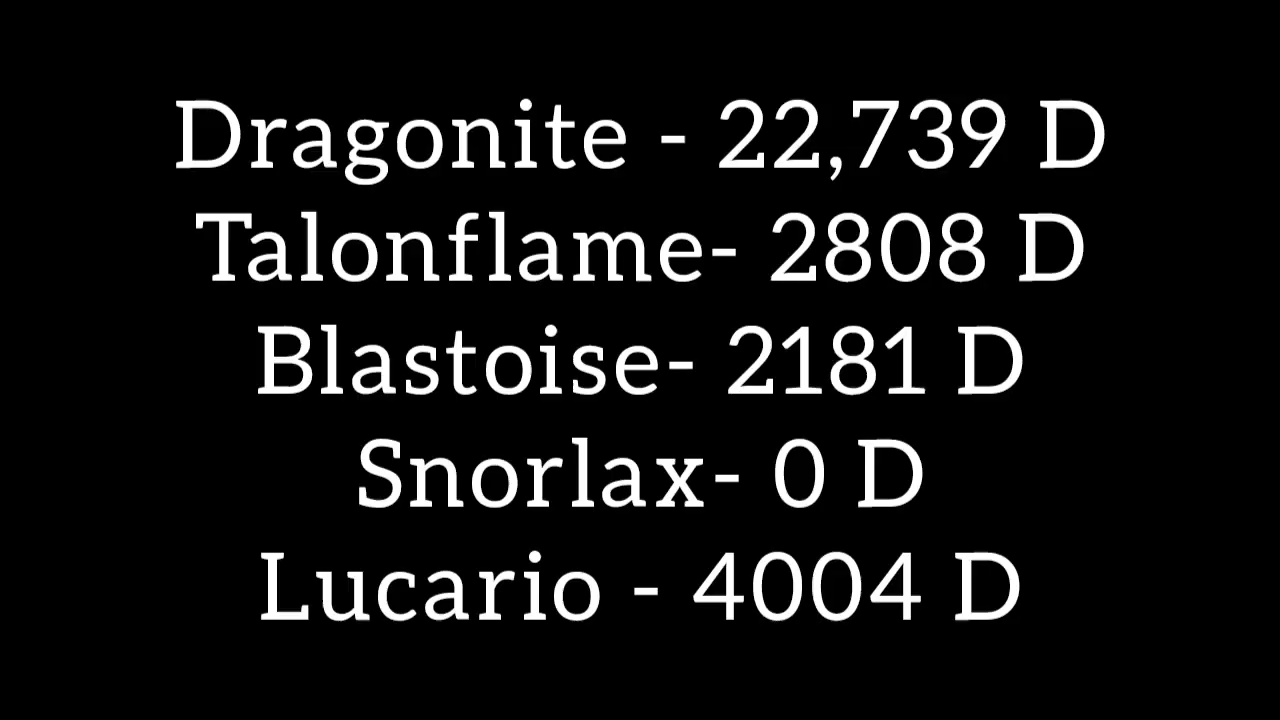 Dragonite - 22,739 D
Talonflame- 2808 D
Blastoise- 2181 D
Snorlax- 0 D
Lucario - 4004 D